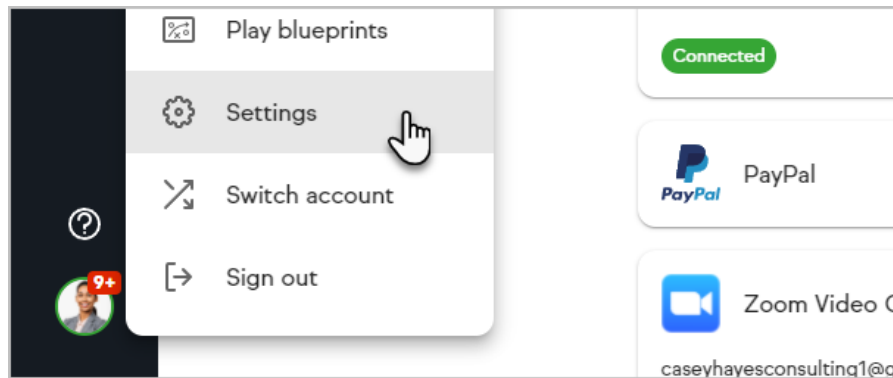 Play blueprints
Settings
Switch account
Sign out
9+
Connected
PayPal
PayPal
Zoom Video
caseyhayesconsulting1@